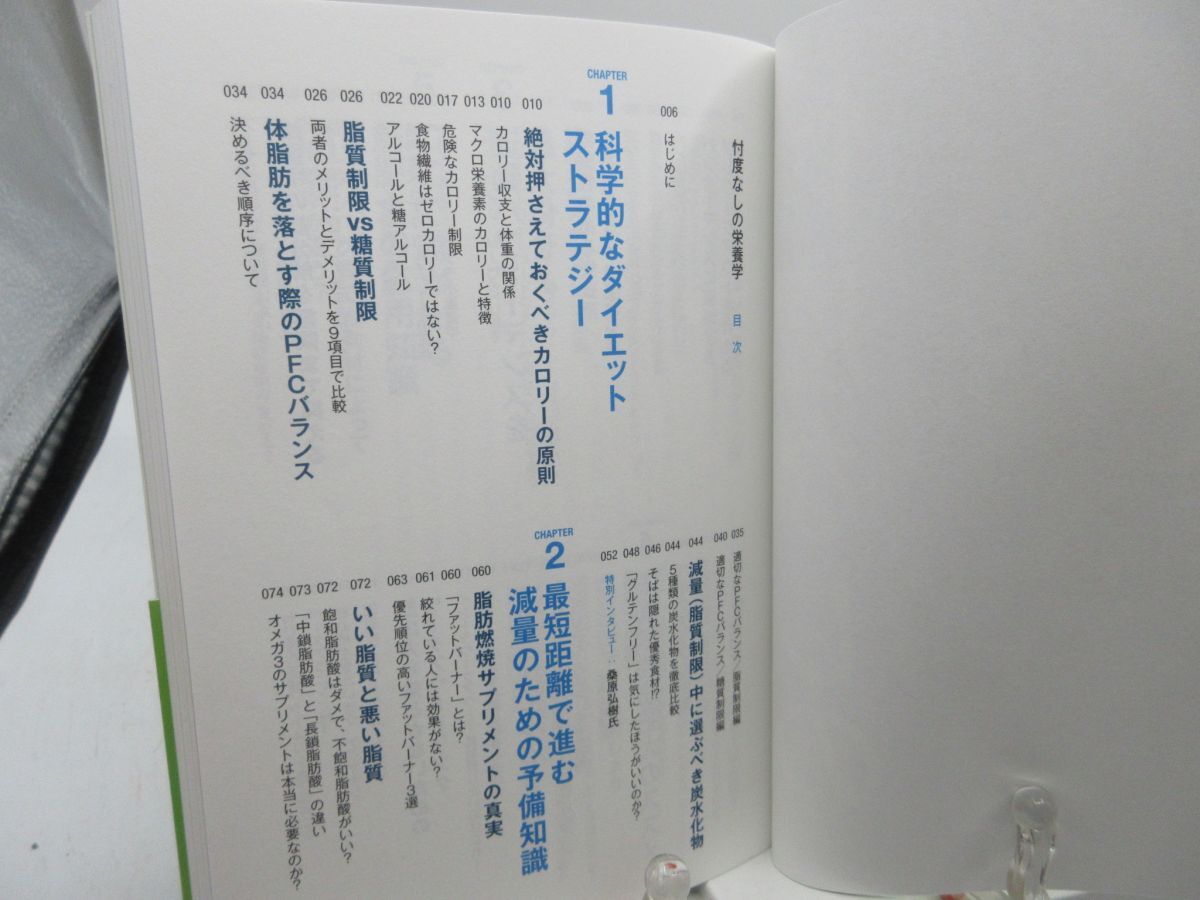 忖度なしの栄養学 目次
006 はじめに
CHAPTER
1 科学的なダイエット
ストラテジー
010 絶対押さえておくべきカロリーの原則
010 カロリー収支と体重の関係
013 マクロ栄養素のカロリーと特徴
017 危険なカロリー制限
020 食物繊維はゼロカロリーではない?
022 アルコールと糖アルコール
026 脂質制限vs糖質制限
026 両者のメリットとデメリットを9項目で比較
034 体脂肪を落とす際のPFCバランス
034 決めるべき順序について
035 適切なPFCバランス/脂質制限編
040 適切なPFCバランス/糖質制限編
044 減量(脂質制限)中に選ぶべき炭水化物
044 5種類の炭水化物を徹底比較
046 そばは隠れた優秀食材!?
048 「グルテンフリー」は気にしたほうがいいのか?
052 特別インタビュー:桑原弘樹氏
CHAPTER
2 最短距離で進む
減量のための予備知識
060 脂肪燃焼サプリメントの真実
060 「ファットバーナー」とは?
061 絞れている人には効果がない?
063 優先順位の高いファットバーナー3選
072 いい脂質と悪い脂質
072 飽和脂肪酸はダメで、不飽和脂肪酸がいい?
073 「中鎖脂肪酸」と「長鎖脂肪酸」の違い
074 オメガ3のサプリメントは本当に必要なのか?